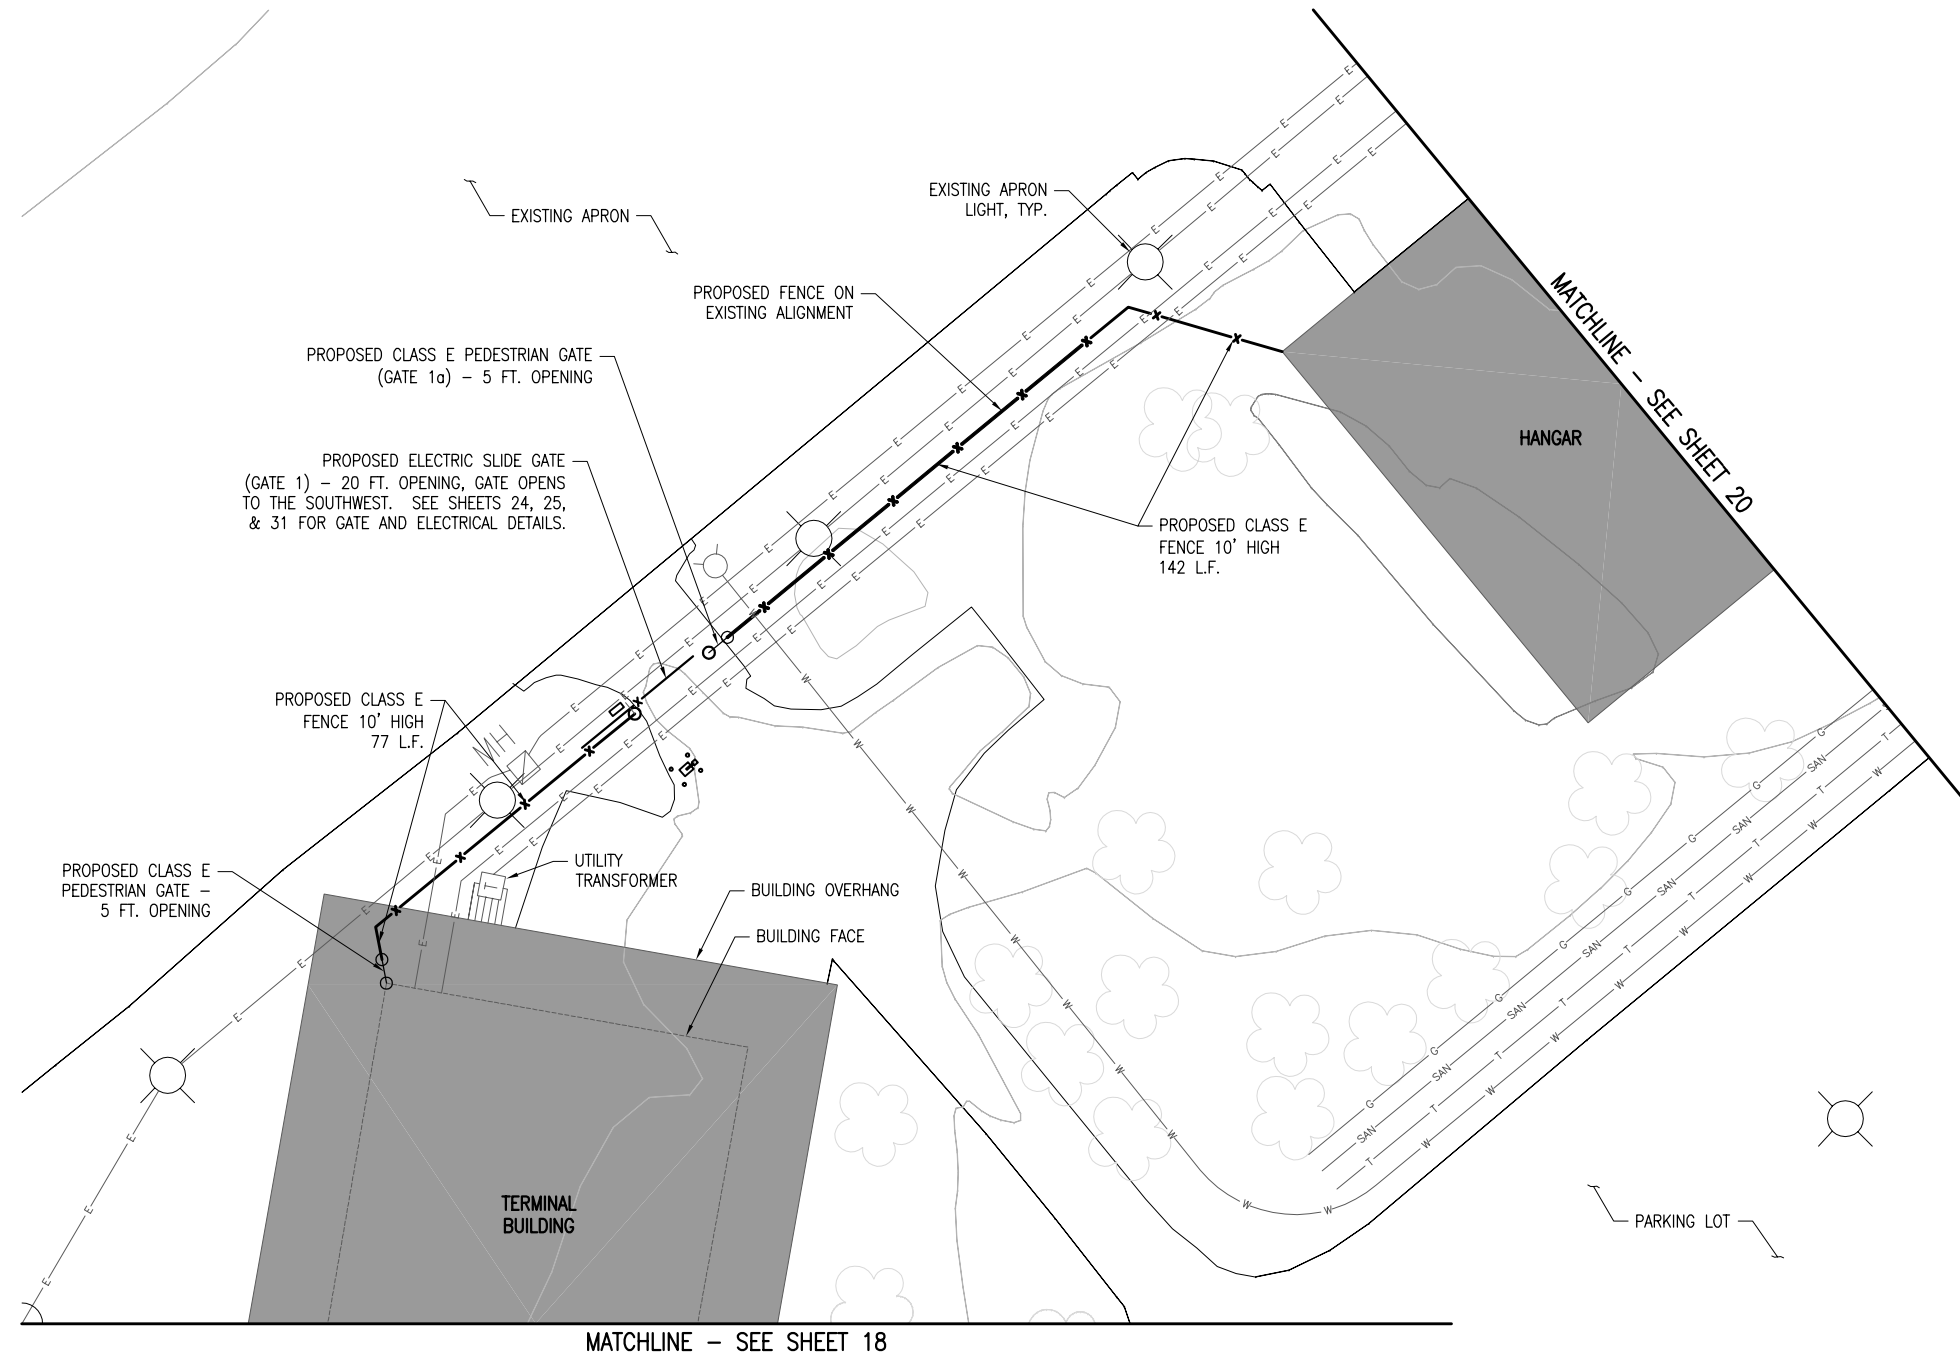 EXISTING APRON
EXISTING APRON
LIGHT, TYP.
PROPOSED FENCE ON
EXISTING ALIGNMENT
PROPOSED CLASS E PEDESTRIAN GATE
(GATE 1a) – 5 FT. OPENING
PROPOSED ELECTRIC SLIDE GATE
(GATE 1) – 20 FT. OPENING, GATE OPENS
TO THE SOUTHWEST. SEE SHEETS 24, 25,
& 31 FOR GATE AND ELECTRICAL DETAILS.
MATCHLINE – SEE SHEET 20
HANGAR
PROPOSED CLASS E
FENCE 10' HIGH
142 L.F.
PROPOSED CLASS E
FENCE 10' HIGH
77 L.F.
MH
PROPOSED CLASS E
PEDESTRIAN GATE –
5 FT. OPENING
UTILITY
TRANSFORMER
T
BUILDING OVERHANG
BUILDING FACE
TERMINAL
BUILDING
PARKING LOT
G
SAN
T
W
E
MATCHLINE – SEE SHEET 18